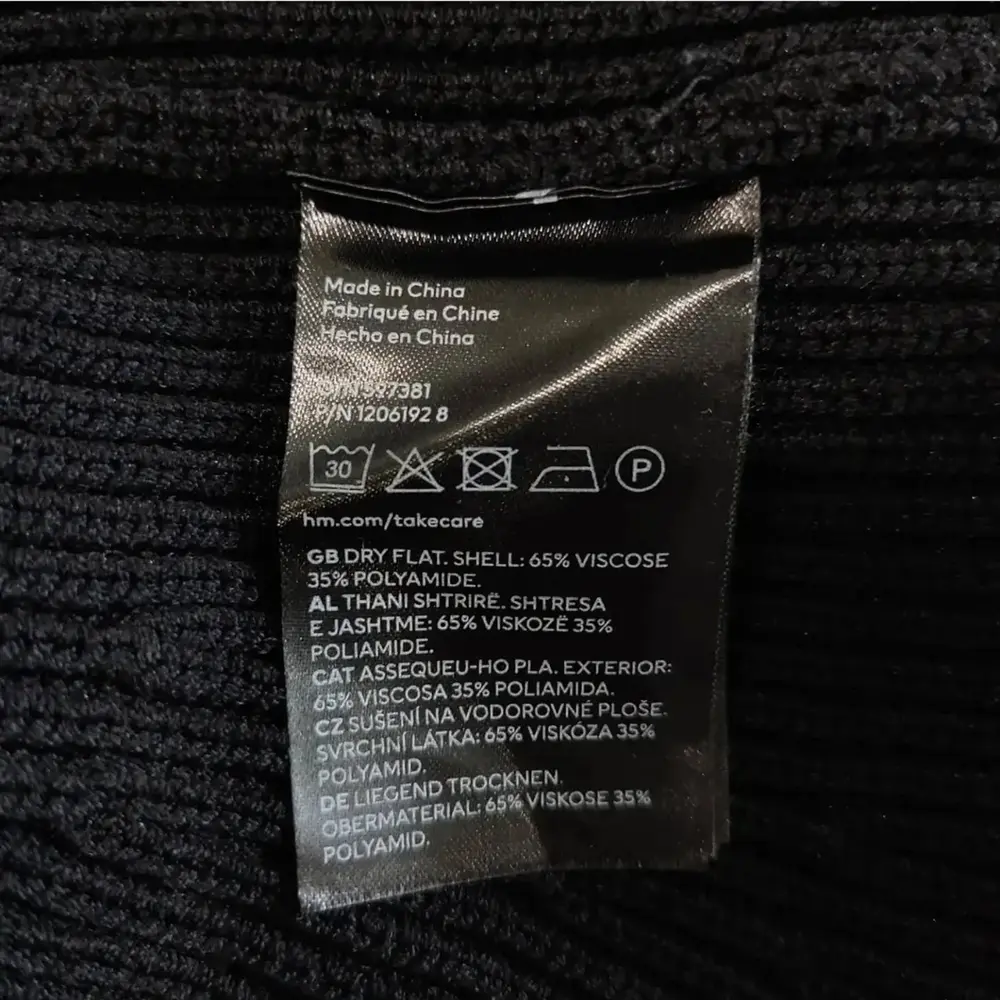 Made in China
Fabriqué en Chine
Hecho en China
P/N 1206192 8
30
P
hm.com/takecare
GB DRY FLAT. SHELL: 65% VISCOSE
35% POLYAMIDE.
AL THANI SHTRIRË. SHTRESA
E JASHTME: 65% VISKOZË 35%
POLIAMIDE.
CAT ASSEQUEU-HO PLA. EXTERIOR:
65% VISCOSA 35% POLIAMIDA.
CZ SUŠENÍ NA VODOROVNÉ PLOŠE.
SVRCHNÍ LÁTKA: 65% VISKÓZA 35%
POLYAMID.
DE LIEGEND TROCKNEN.
OBERMATERIAL: 65% VISKOSE 35%
POLYAMID.